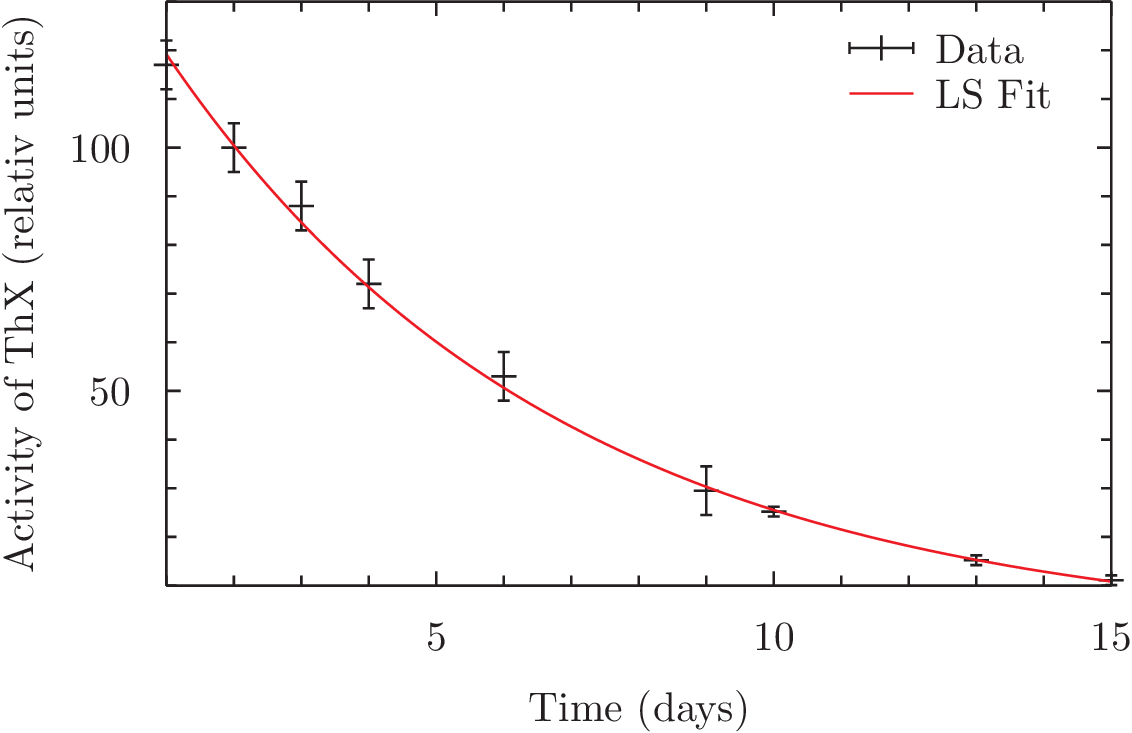 Activity of ThX (relativ units)
Data
LS Fit
100
50
5
10
15
Time (days)